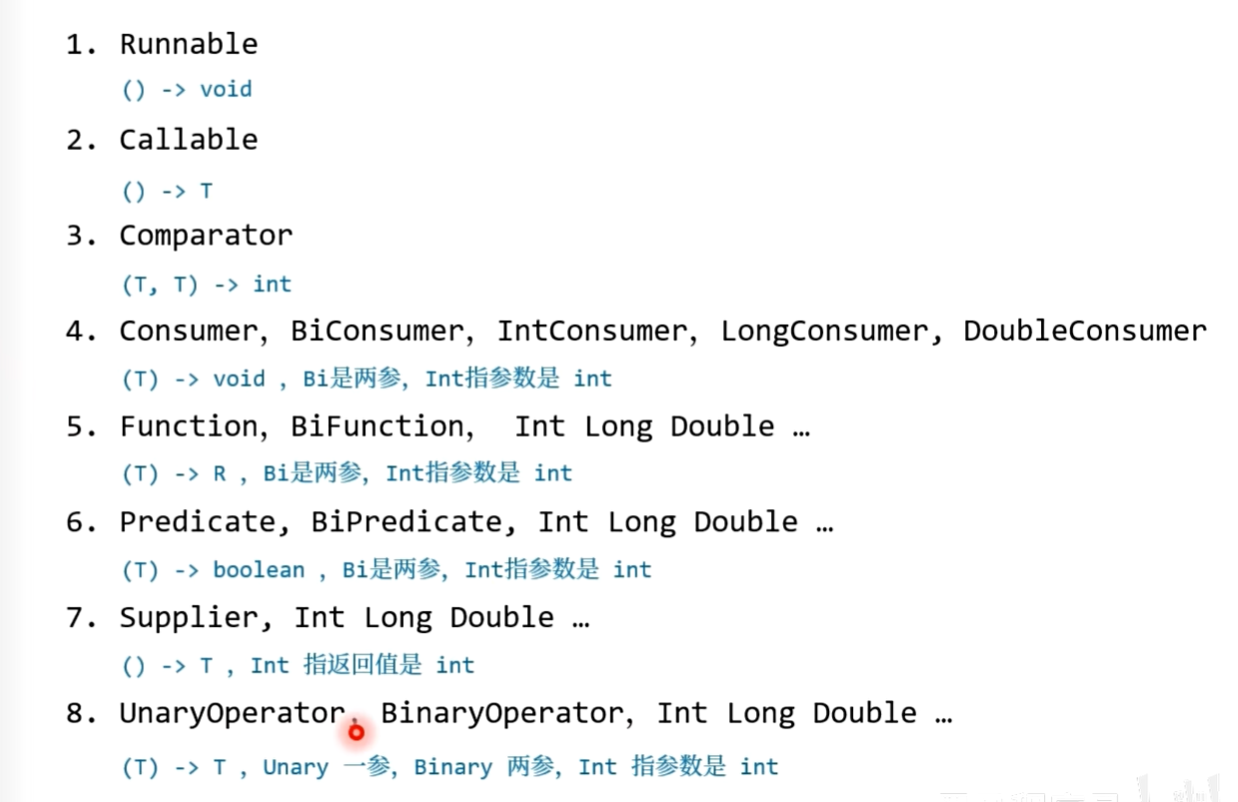 1. Runnable
() -> void
2. Callable
() -> T
3. Comparator
(T, T) -> int
4. Consumer, BiConsumer, IntConsumer, LongConsumer, DoubleConsumer
(T) -> void , Bi是两参, Int指参数是 int
5. Function, BiFunction, Int Long Double …
(T) -> R , Bi是两参, Int指参数是 int
6. Predicate, BiPredicate, Int Long Double …
(T) -> boolean , Bi是两参, Int指参数是 int
7. Supplier, Int Long Double …
() -> T , Int 指返回值是 int
8. UnaryOperator, BinaryOperator, Int Long Double …
(T) -> T , Unary 一参, Binary 两参, Int 指参数是 int